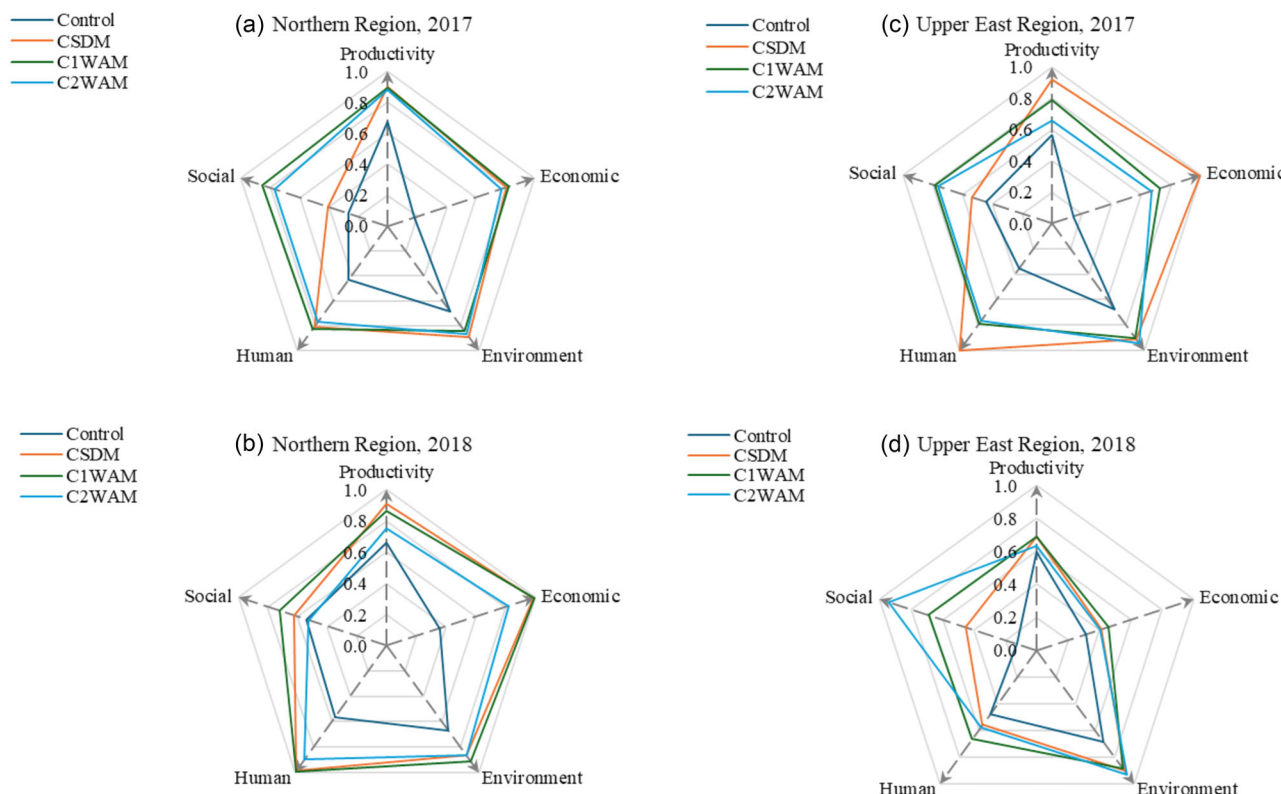 Control
CSDM
C1WAM
C2WAM
(a) Northern Region, 2017
Productivity
1.0
0.8
0.6
0.4
0.2
0.0
Social
Economic
Human
Environment
Control
CSDM
C1WAM
C2WAM
(c) Upper East Region, 2017
Productivity
1.0
0.8
0.6
0.4
0.2
0.0
Social
Economic
Human
Environment
Control
CSDM
C1WAM
C2WAM
(b) Northern Region, 2018
Productivity
1.0
0.8
0.6
0.4
0.2
0.0
Social
Economic
Human
Environment
Control
CSDM
C1WAM
C2WAM
(d) Upper East Region, 2018
Productivity
1.0
0.8
0.6
0.4
0.2
0.0
Social
Economic
Human
Environment